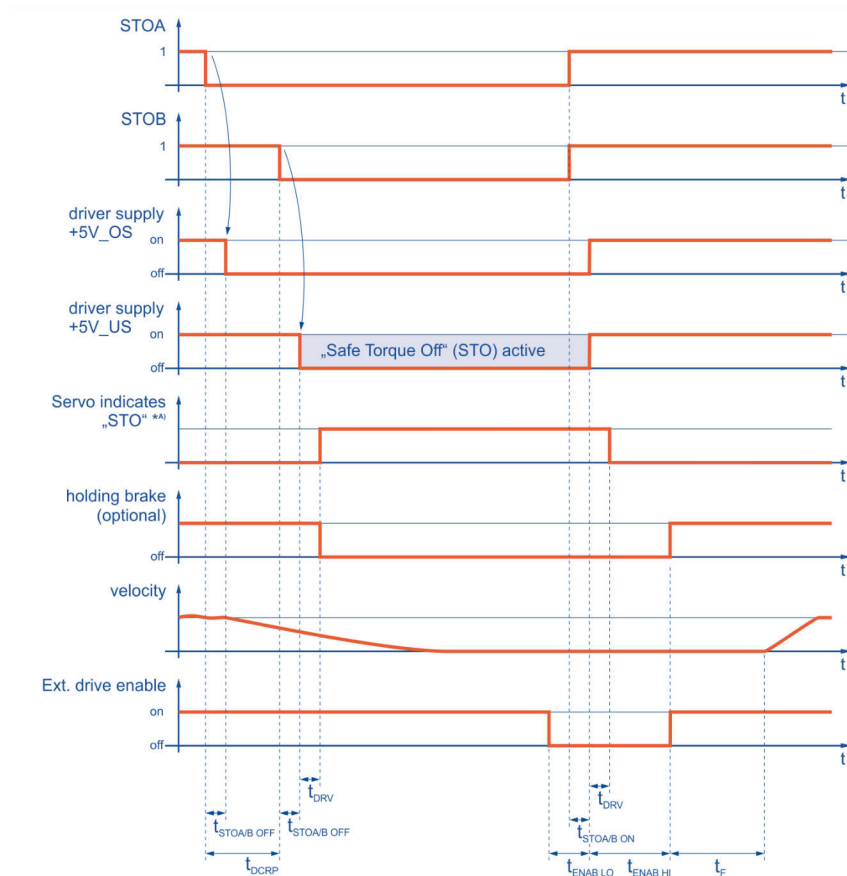 STOA
1
t
STOB
1
t
driver supply
+5V_OS
on
off
t
driver supply
+5V_US
on
„Safe Torque Off“ (STO) active
off
t
Servo indicates
„STO“ *ᴬ⁾
t
holding brake
(optional)
off
t
velocity
t
Ext. drive enable
on
off
t
tDRV
tDRV
tSTOA/B OFF
tSTOA/B OFF
tSTOA/B ON
tDCRP
tENAB LO
tENAB HI
tF